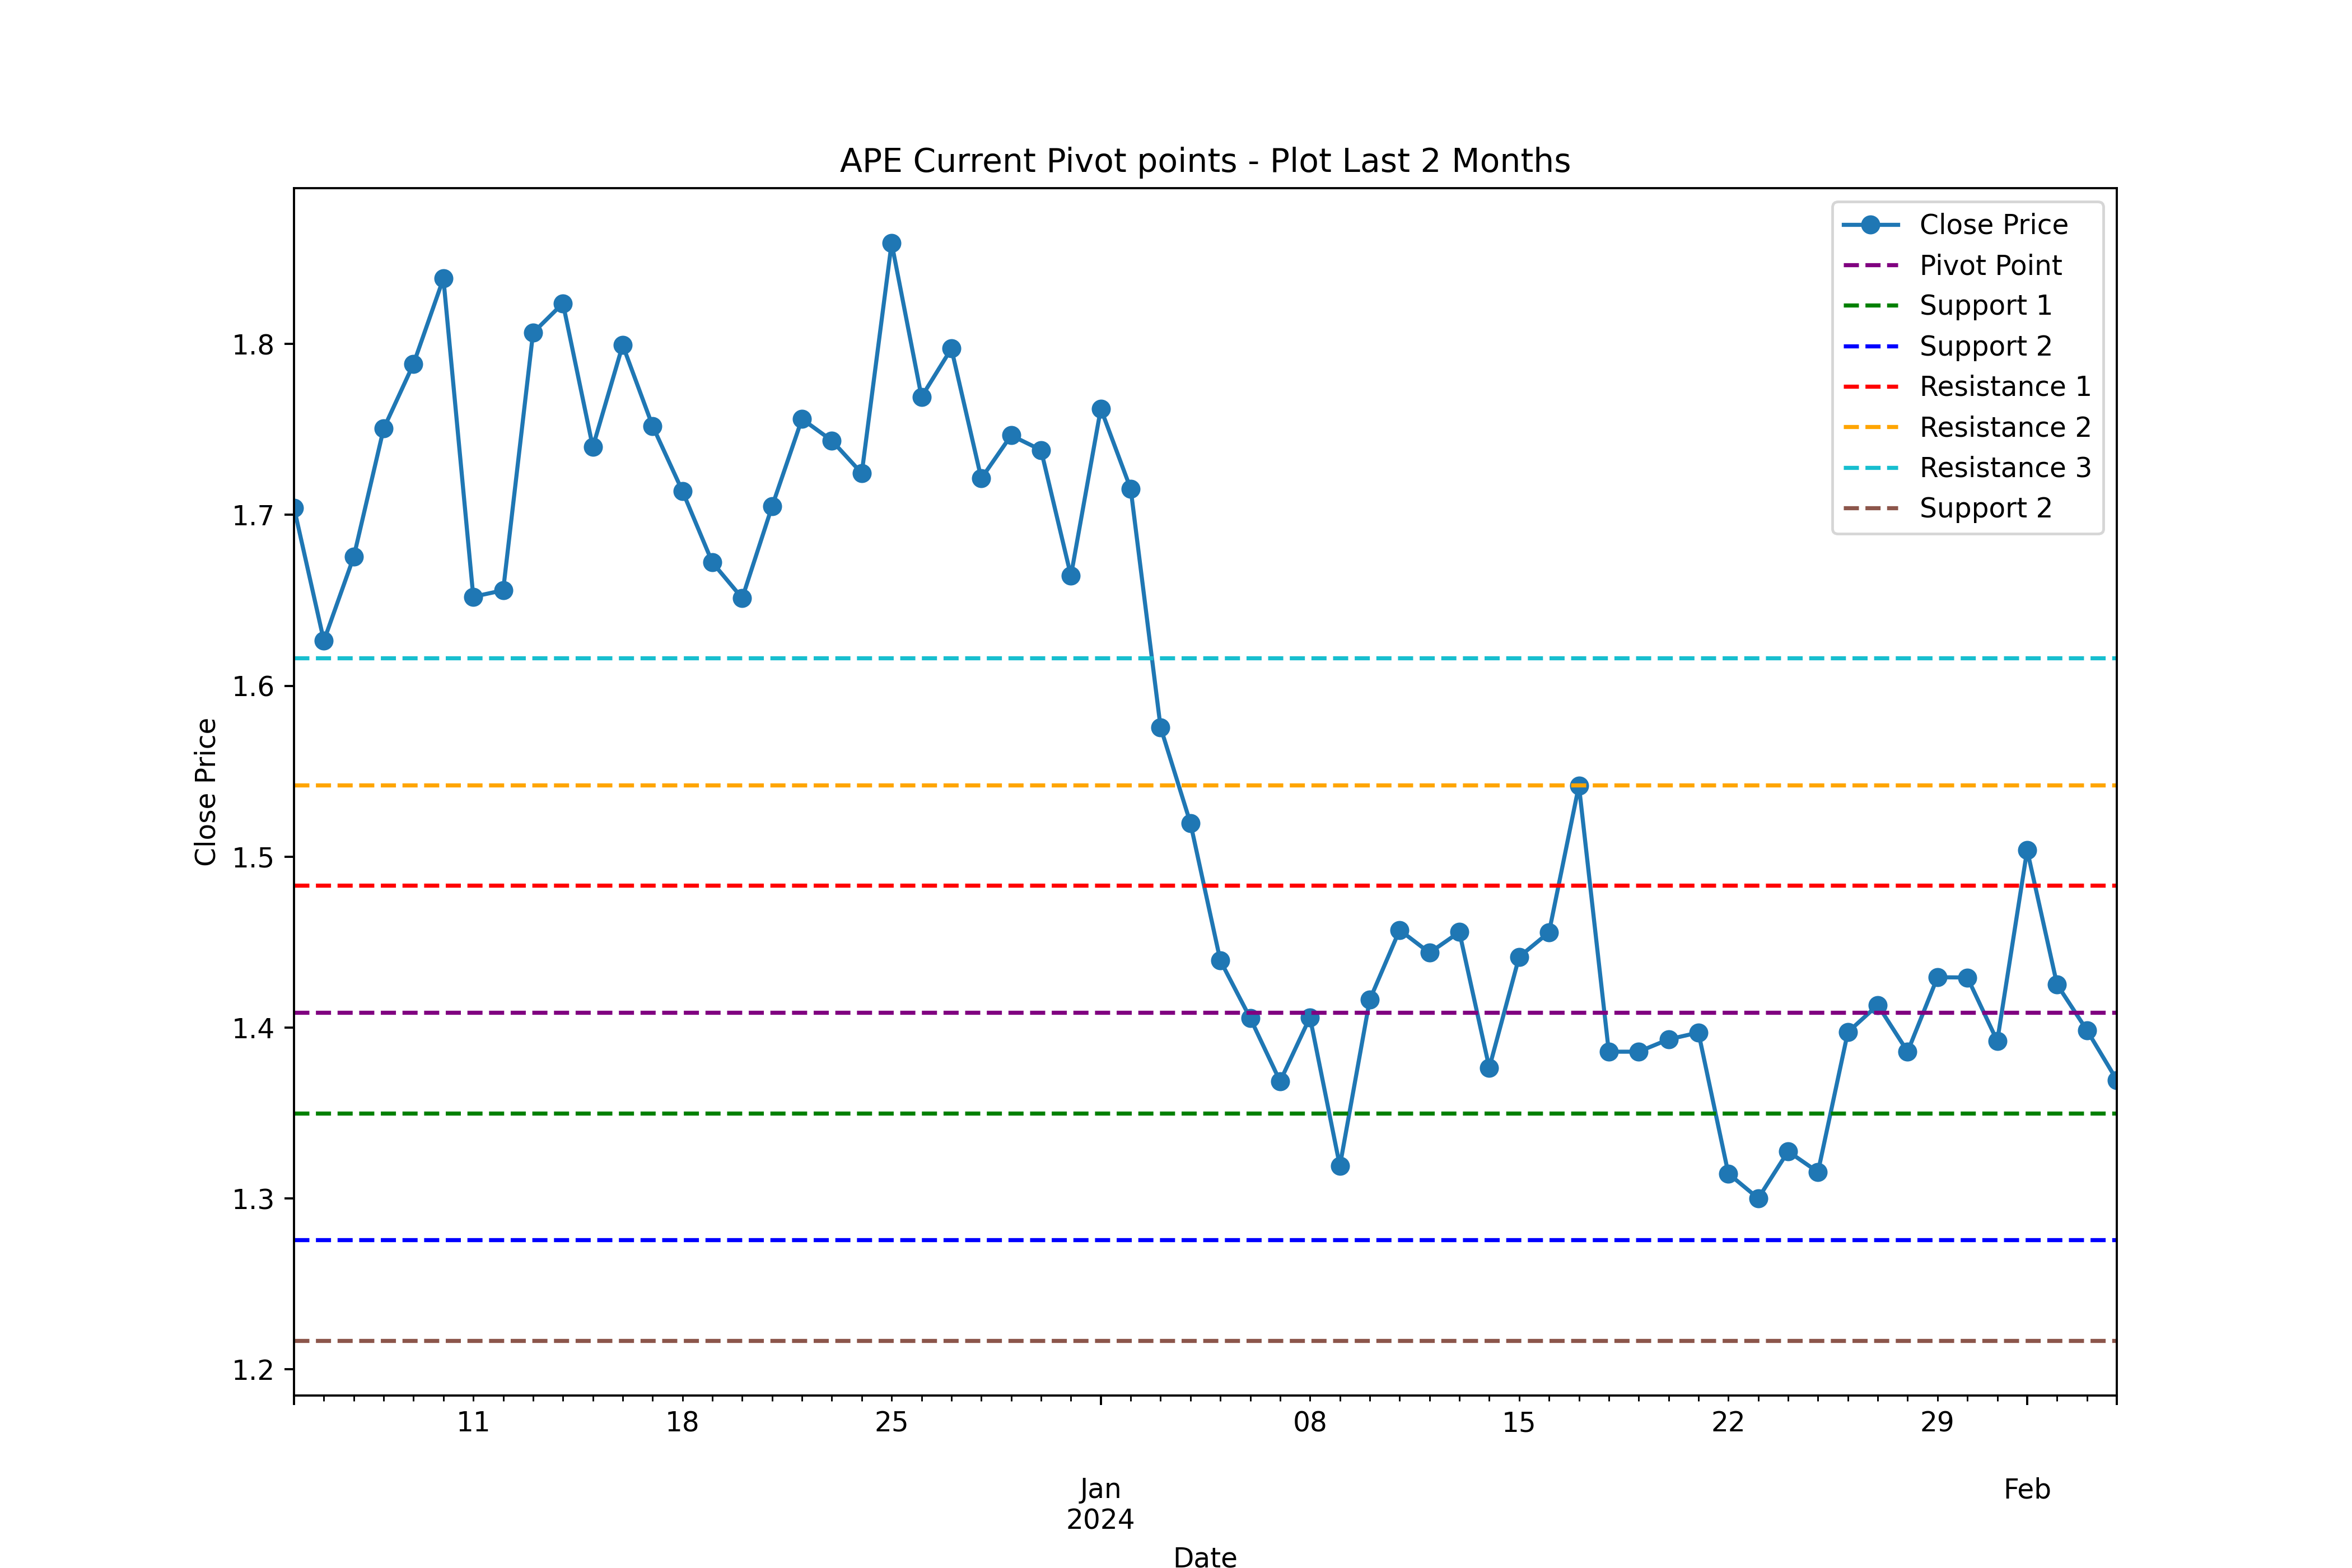 APE Current Pivot points - Plot Last 2 Months
Close Price
Pivot Point
Support 1
Support 2
Resistance 1
Resistance 2
Resistance 3
Support 2
1.8
1.7
1.6
1.5
1.4
1.3
1.2
Close Price
11 18 25 08 15 22 29
Jan Feb
2024
Date